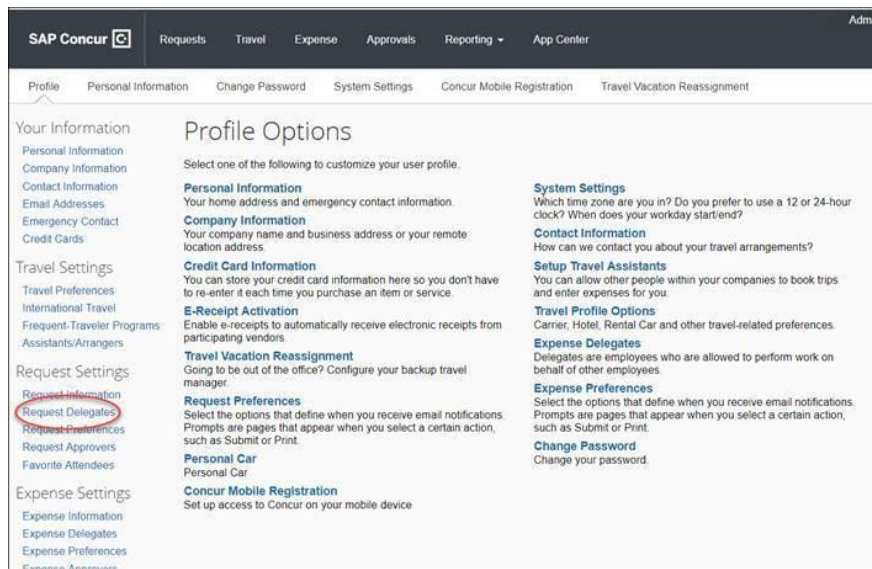 Adm
SAP Concur C Requests Travel Expense Approvals Reporting App Center
Profile Personal Information Change Password System Settings Concur Mobile Registration Travel Vacation Reassignment
Your Information
Personal Information
Company Information
Contact Information
Email Addresses
Emergency Contact
Credit Cards
Travel Settings
Travel Preferences
International Travel
Frequent-Traveler Programs
Assistants/Arrangers
Request Settings
Request Information
Request Delegates
Request Preferences
Request Approvers
Favorite Attendees
Expense Settings
Expense Information
Expense Delegates
Expense Preferences
Expense Approvers
Profile Options
Select one of the following to customize your user profile.
Personal Information
Your home address and emergency contact information.
Company Information
Your company name and business address or your remote
location address.
Credit Card Information
You can store your credit card information here so you don't have
to re-enter it each time you purchase an item or service.
E-Receipt Activation
Enable e-receipts to automatically receive electronic receipts from
participating vendors.
Travel Vacation Reassignment
Going to be out of the office? Configure your backup travel
manager.
Request Preferences
Select the options that define when you receive email notifications.
Prompts are pages that appear when you select a certain action,
such as Submit or Print.
Personal Car
Personal Car
Concur Mobile Registration
Set up access to Concur on your mobile device
System Settings
Which time zone are you in? Do you prefer to use a 12 or 24-hour
clock? When does your workday start/end?
Contact Information
How can we contact you about your travel arrangements?
Setup Travel Assistants
You can allow other people within your companies to book trips
and enter expenses for you.
Travel Profile Options
Carrier, Hotel, Rental Car and other travel-related preferences.
Expense Delegates
Delegates are employees who are allowed to perform work on
behalf of other employees.
Expense Preferences
Select the options that define when you receive email notifications.
Prompts are pages that appear when you select a certain action,
such as Submit or Print.
Change Password
Change your password.